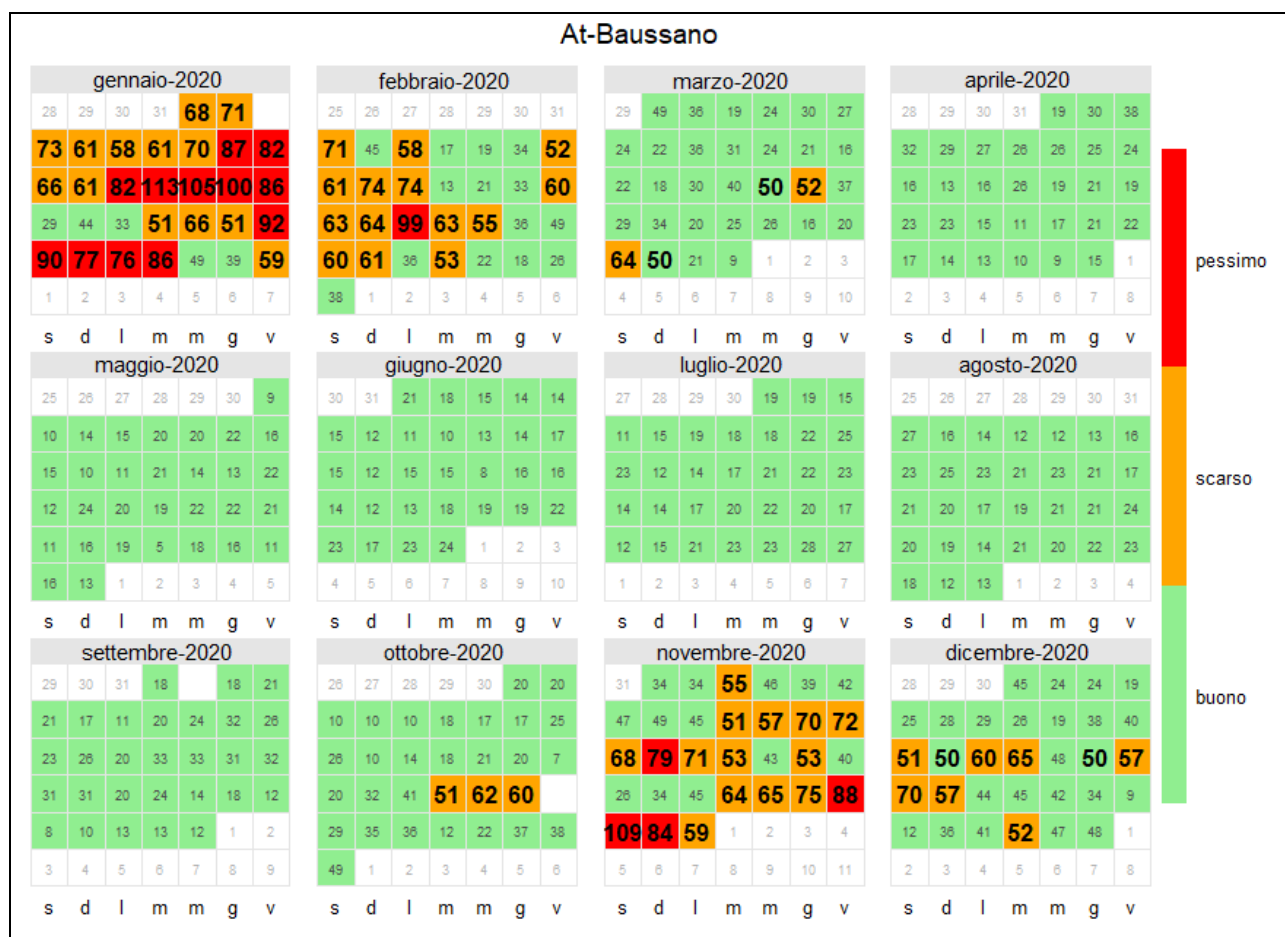 At-Baussano
gennaio-2020
28 29 30 31 68 71
73 61 58 61 70 87 82
66 61 82 113 105 100 86
29 44 33 51 66 51 92
90 77 76 86 49 39 59
1 2 3 4 5 6 7
s d l m m g v
febbraio-2020
25 26 27 28 29 30 31
71 45 58 17 19 34 52
61 74 74 13 21 33 60
63 64 99 63 55 36 49
60 61 36 53 22 18 26
38 1 2 3 4 5 6
s d l m m g v
marzo-2020
29 49 36 19 24 30 27
24 22 36 31 24 21 16
22 18 30 40 50 52 37
29 34 20 25 26 16 20
64 50 21 9 1 2 3
4 5 6 7 8 9 10
s d l m m g v
aprile-2020
28 29 30 31 19 30 38
32 29 27 26 26 25 24
16 13 16 26 19 21 19
23 23 15 11 17 21 22
17 14 13 10 9 15 1
2 3 4 5 6 7 8
s d l m m g v
maggio-2020
25 26 27 28 29 30 9
10 14 15 20 20 22 16
15 10 11 21 14 13 22
12 24 20 19 22 22 21
11 16 19 5 18 16 11
16 13 1 2 3 4 5
s d l m m g v
giugno-2020
30 31 21 18 15 14 14
15 12 11 10 13 14 17
15 12 15 15 8 16 16
14 12 13 18 19 19 22
23 17 23 24 1 2 3
4 5 6 7 8 9 10
s d l m m g v
luglio-2020
27 28 29 30 19 19 15
11 15 19 18 18 22 25
23 12 14 17 21 22 23
14 14 17 20 22 20 17
12 15 21 23 23 28 27
1 2 3 4 5 6 7
s d l m m g v
agosto-2020
25 26 27 28 29 30 31
27 16 14 12 12 13 16
23 25 23 21 23 21 17
21 20 17 19 21 21 24
20 19 14 21 20 22 23
18 12 13 1 2 3 4
s d l m m g v
settembre-2020
29 30 31 18 18 21
21 17 11 20 24 32 26
23 26 20 33 33 31 32
31 31 20 24 14 18 12
8 10 13 13 12 1 2
3 4 5 6 7 8 9
s d l m m g v
ottobre-2020
26 27 28 29 30 20 20
10 10 10 18 17 17 25
26 10 14 18 21 20 7
20 32 41 51 62 60
29 35 36 12 22 37 38
49 1 2 3 4 5 6
s d l m m g v
novembre-2020
31 34 34 55 46 39 42
47 49 45 51 57 70 72
68 79 71 53 43 53 40
26 34 45 64 65 75 88
109 84 59 1 2 3 4
5 6 7 8 9 10 11
s d l m m g v
dicembre-2020
28 29 30 45 24 24 19
25 28 29 26 19 38 40
51 50 60 65 48 50 57
70 57 44 45 42 34 9
12 36 41 52 47 48 1
2 3 4 5 6 7 8
s d l m m g v
pessimo
scarso
buono